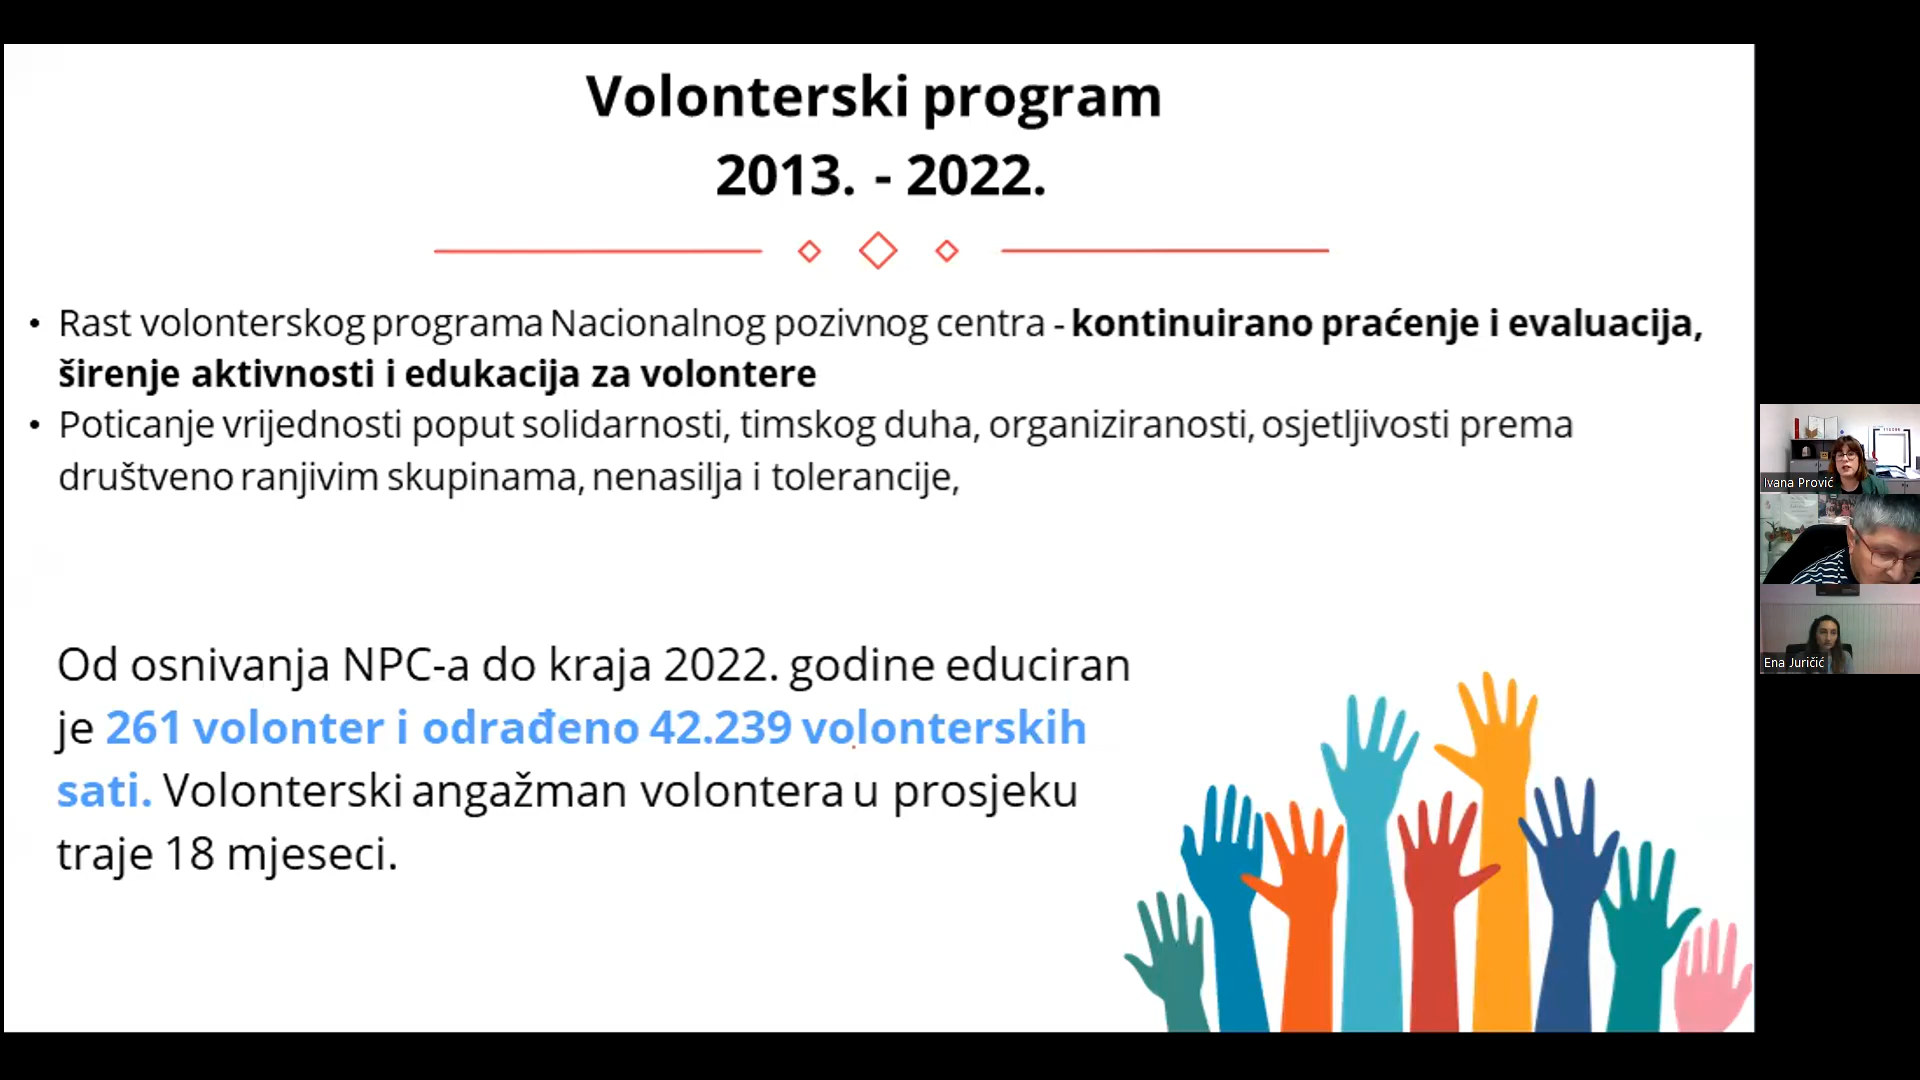 Volonterski program
2013. - 2022.
• Rast volonterskog programa Nacionalnog pozivnog centra - kontinuirano praćenje i evaluacija,
širenje aktivnosti i edukacija za volontere
• Poticanje vrijednosti poput solidarnosti, timskog duha, organiziranosti, osjetljivosti prema
društveno ranjivim skupinama, nenasilja i tolerancije,
Od osnivanja NPC-a do kraja 2022. godine educiran
je 261 volonter i odrađeno 42.239 volonterskih
sati. Volonterski angažman volontera u prosjeku
traje 18 mjeseci.
Ivana Prović
Ena Juričić